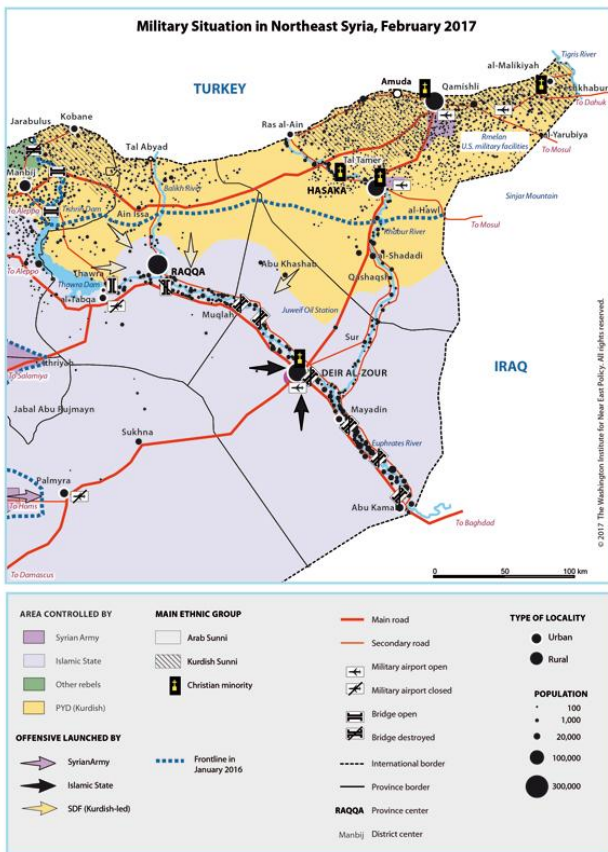 Military Situation in Northeast Syria, February 2017
Tigris River
al-Malikiyah
TURKEY
Amuda
Qamishli
Peshkhabur
To Dahuk
Jarabulus
Kobane
Ras al-Ain
Rmelan
U.S. military facilities
al-Yarubiya
To Mosul
Tal Abyad
Tal Tamer
Manbij
Balikh River
HASAKA
Sinjar Mountain
To Aleppo
Tishrin Dam
Ain Issa
al-Hawl
To Mosul
Khabur River
To Aleppo
Thawra
RAQQA
Abu Khashab
al-Shadadi
Thawra Dam
Qashaqsh
al-Tabqa
Muqlah
Juweif Oil Station
Sur
IRAQ
Ithriyah
To Salamiya
DEIR AL-ZOUR
Jabal Abu Rujmayn
Mayadin
Sukhna
Euphrates River
Palmyra
To Homs
Abu Kamal
To Baghdad
To Damascus
0 50 100 km
© 2017 The Washington Institute for Near East Policy. All rights reserved.
AREA CONTROLLED BY
Syrian Army
Islamic State
Other rebels
PYD (Kurdish)
OFFENSIVE LAUNCHED BY
SyrianArmy
Islamic State
SDF (Kurdish-led)
MAIN ETHNIC GROUP
Arab Sunni
Kurdish Sunni
Christian minority
Frontline in
January 2016
Main road
Secondary road
Military airport open
Military airport closed
Bridge open
Bridge destroyed
International border
Province border
RAQQA Province center
Manbij District center
TYPE OF LOCALITY
Urban
Rural
POPULATION
100
1,000
20,000
100,000
300,000